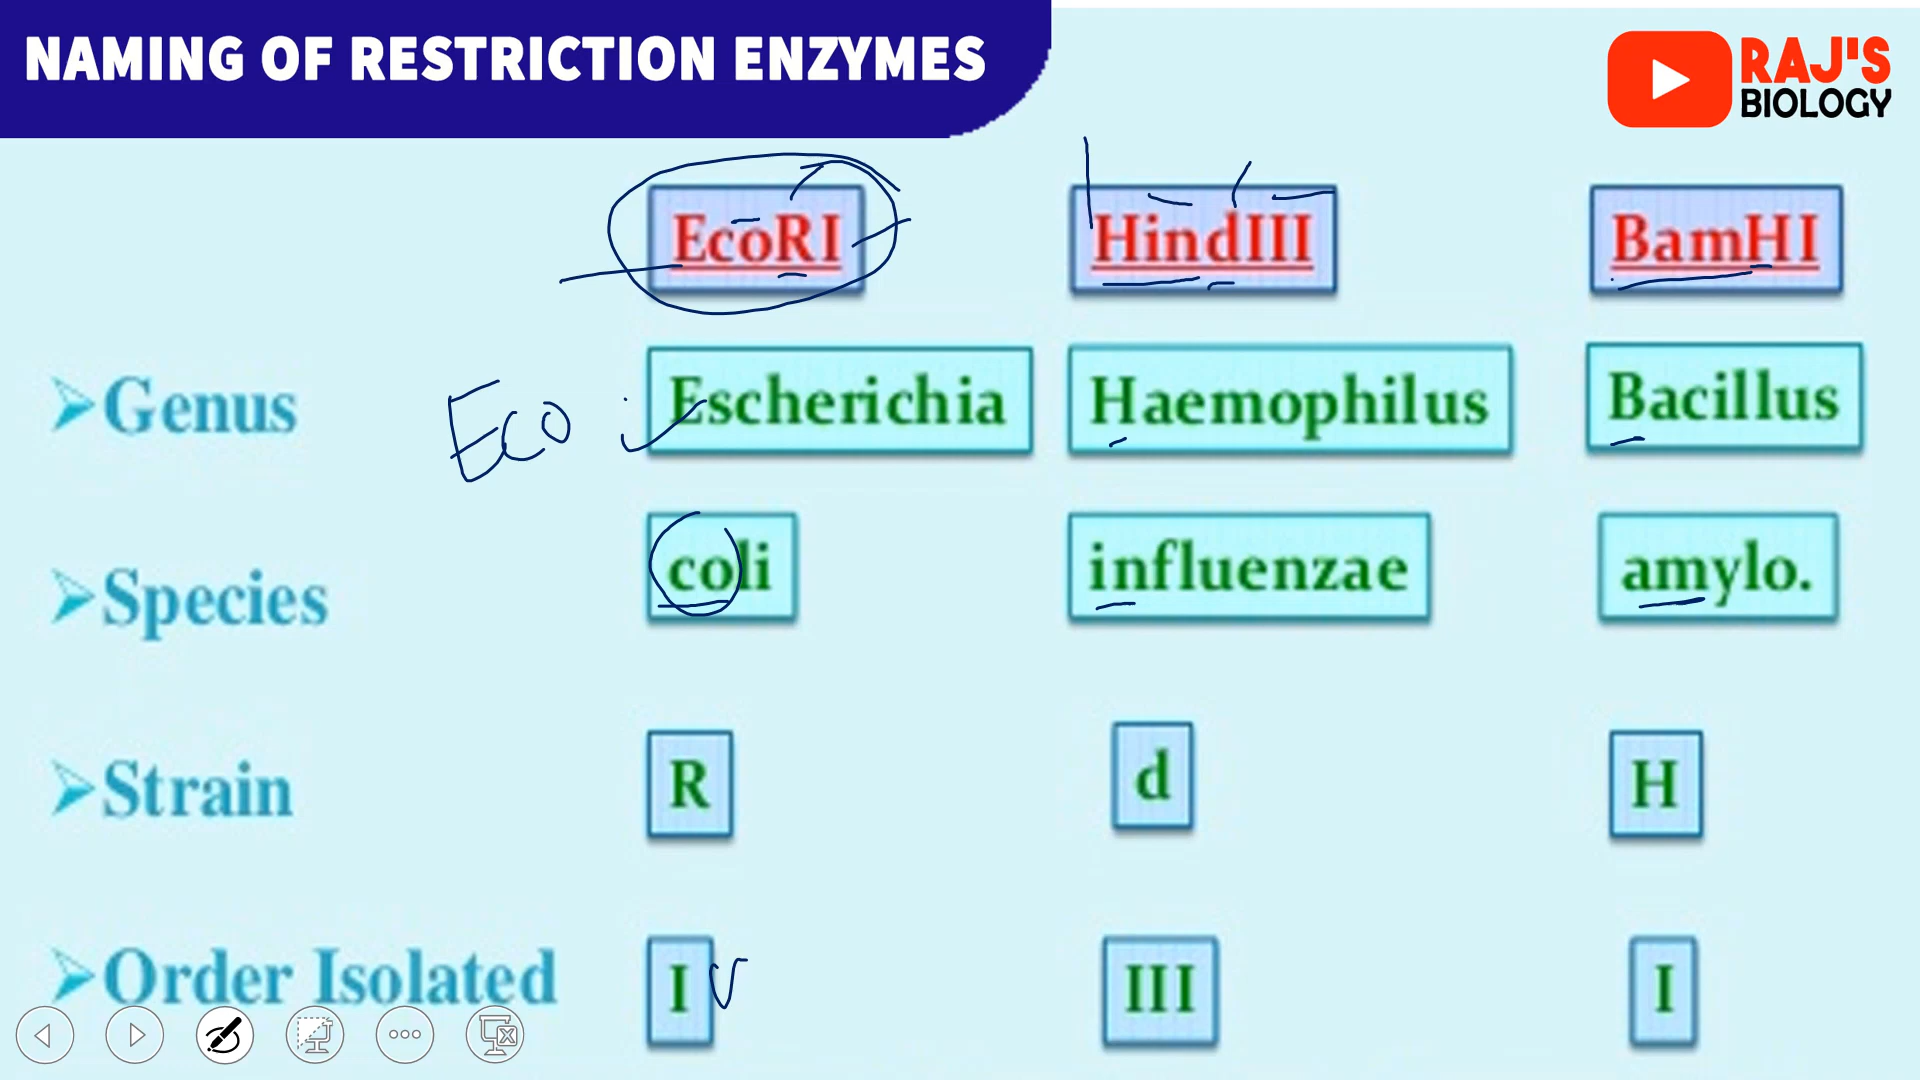 NAMING OF RESTRICTION ENZYMES
RAJ'S
BIOLOGY
EcoRI HindIII BamHI
Genus Eco Escherichia Haemophilus Bacillus
Species coli influenzae amylo.
Strain R d H
Order Isolated I III I